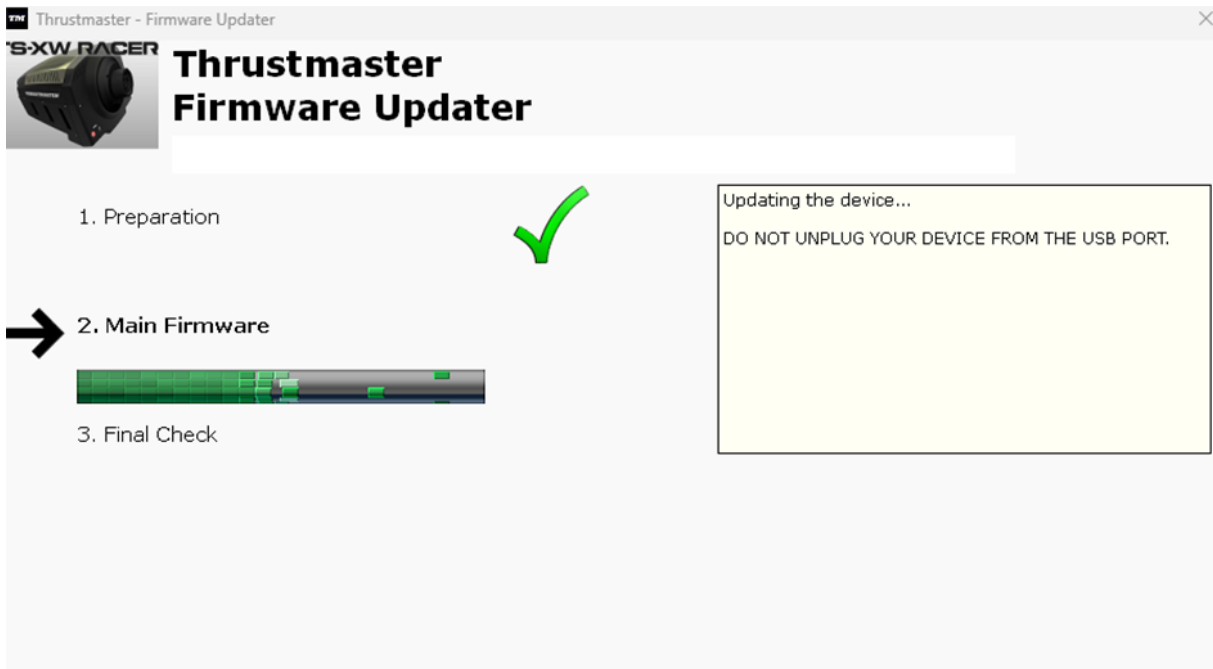 Thrustmaster - Firmware Updater
TS-XW RACER
Thrustmaster
Firmware Updater
1. Preparation
Updating the device...
DO NOT UNPLUG YOUR DEVICE FROM THE USB PORT.
2. Main Firmware
3. Final Check